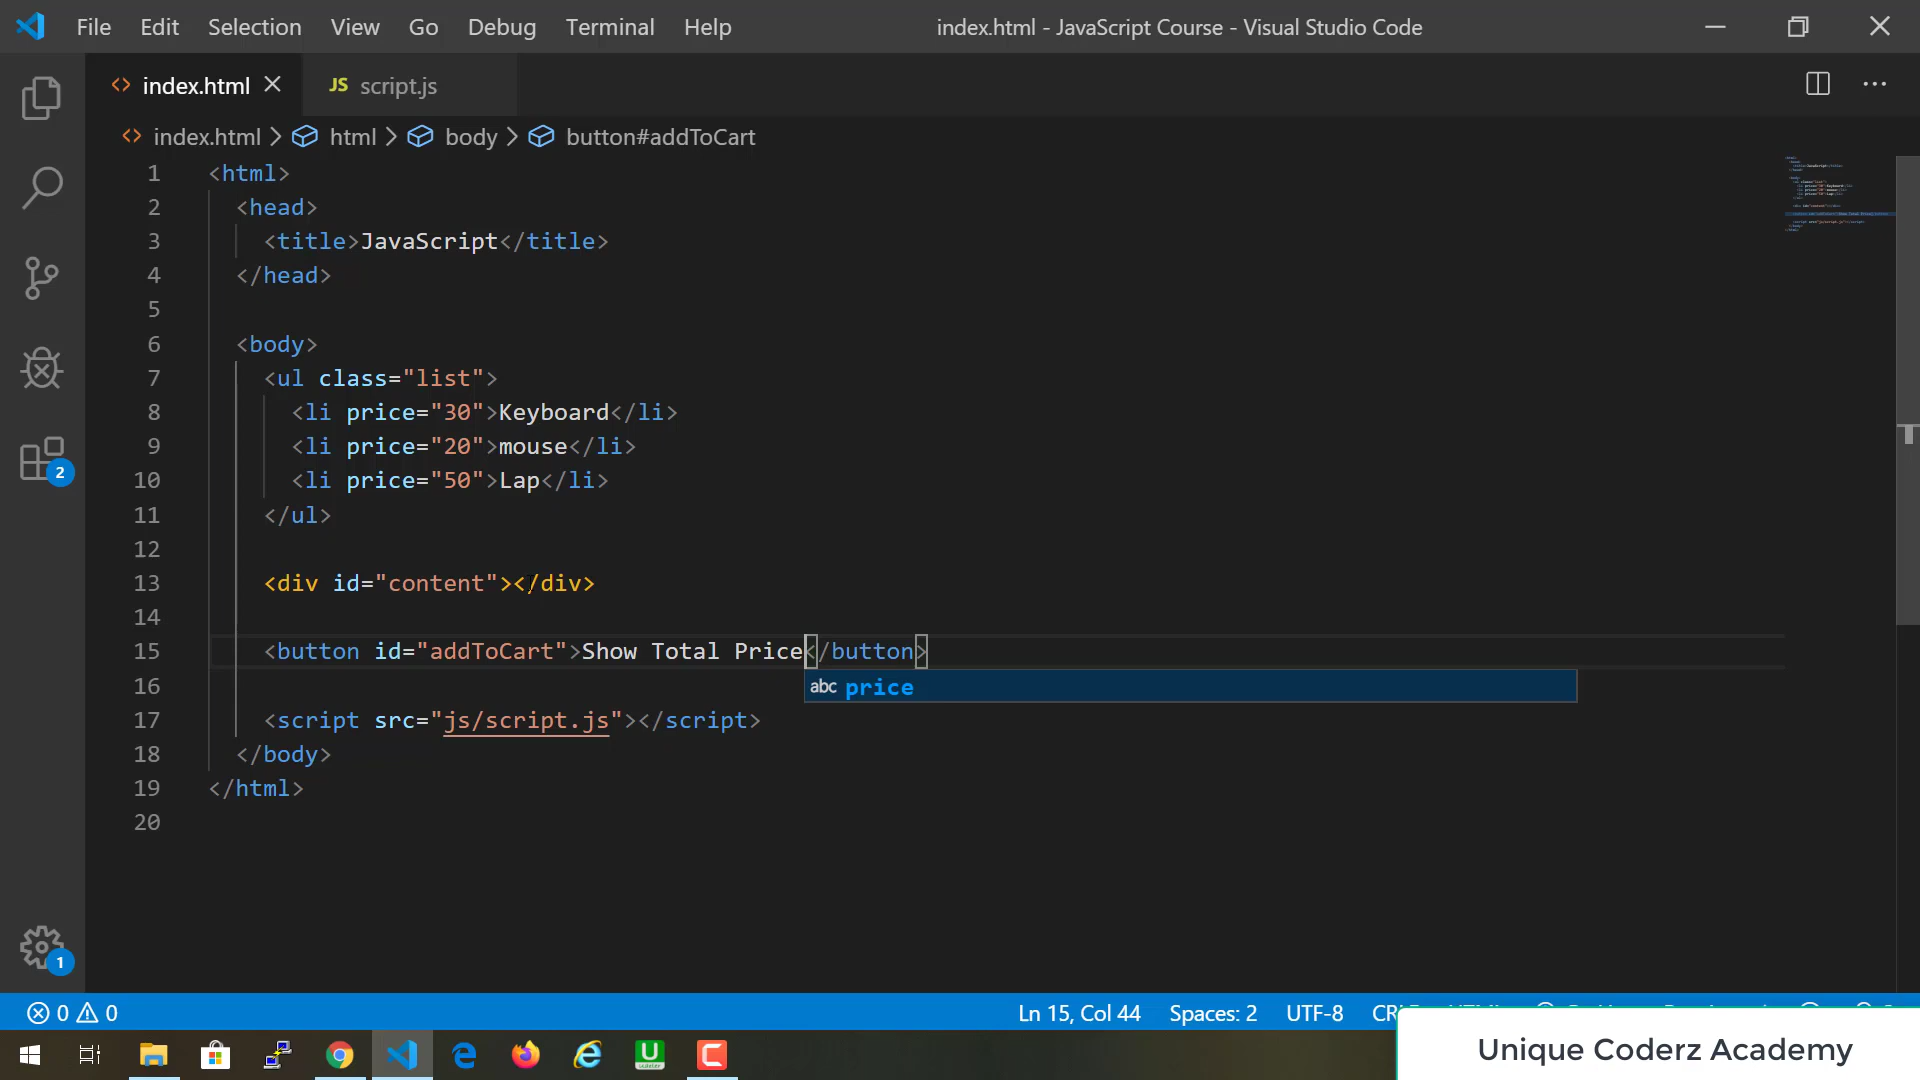 File Edit Selection View Go Debug Terminal Help
index.html - JavaScript Course - Visual Studio Code
index.html
JS script.js
index.html > html > body > button#addToCart
1 <html>
2 <head>
3 <title>JavaScript</title>
4 </head>
5
6 <body>
7 <ul class="list">
8 <li price="30">Keyboard</li>
9 <li price="20">mouse</li>
10 <li price="50">Lap</li>
11 </ul>
12
13 <div id="content"></div>
14
15 <button id="addToCart">Show Total Price</button>
abc price
16
17 <script src="js/script.js"></script>
18 </body>
19 </html>
20
2
1
0 0
Ln 15, Col 44 Spaces: 2 UTF-8
Unique Coderz Academy